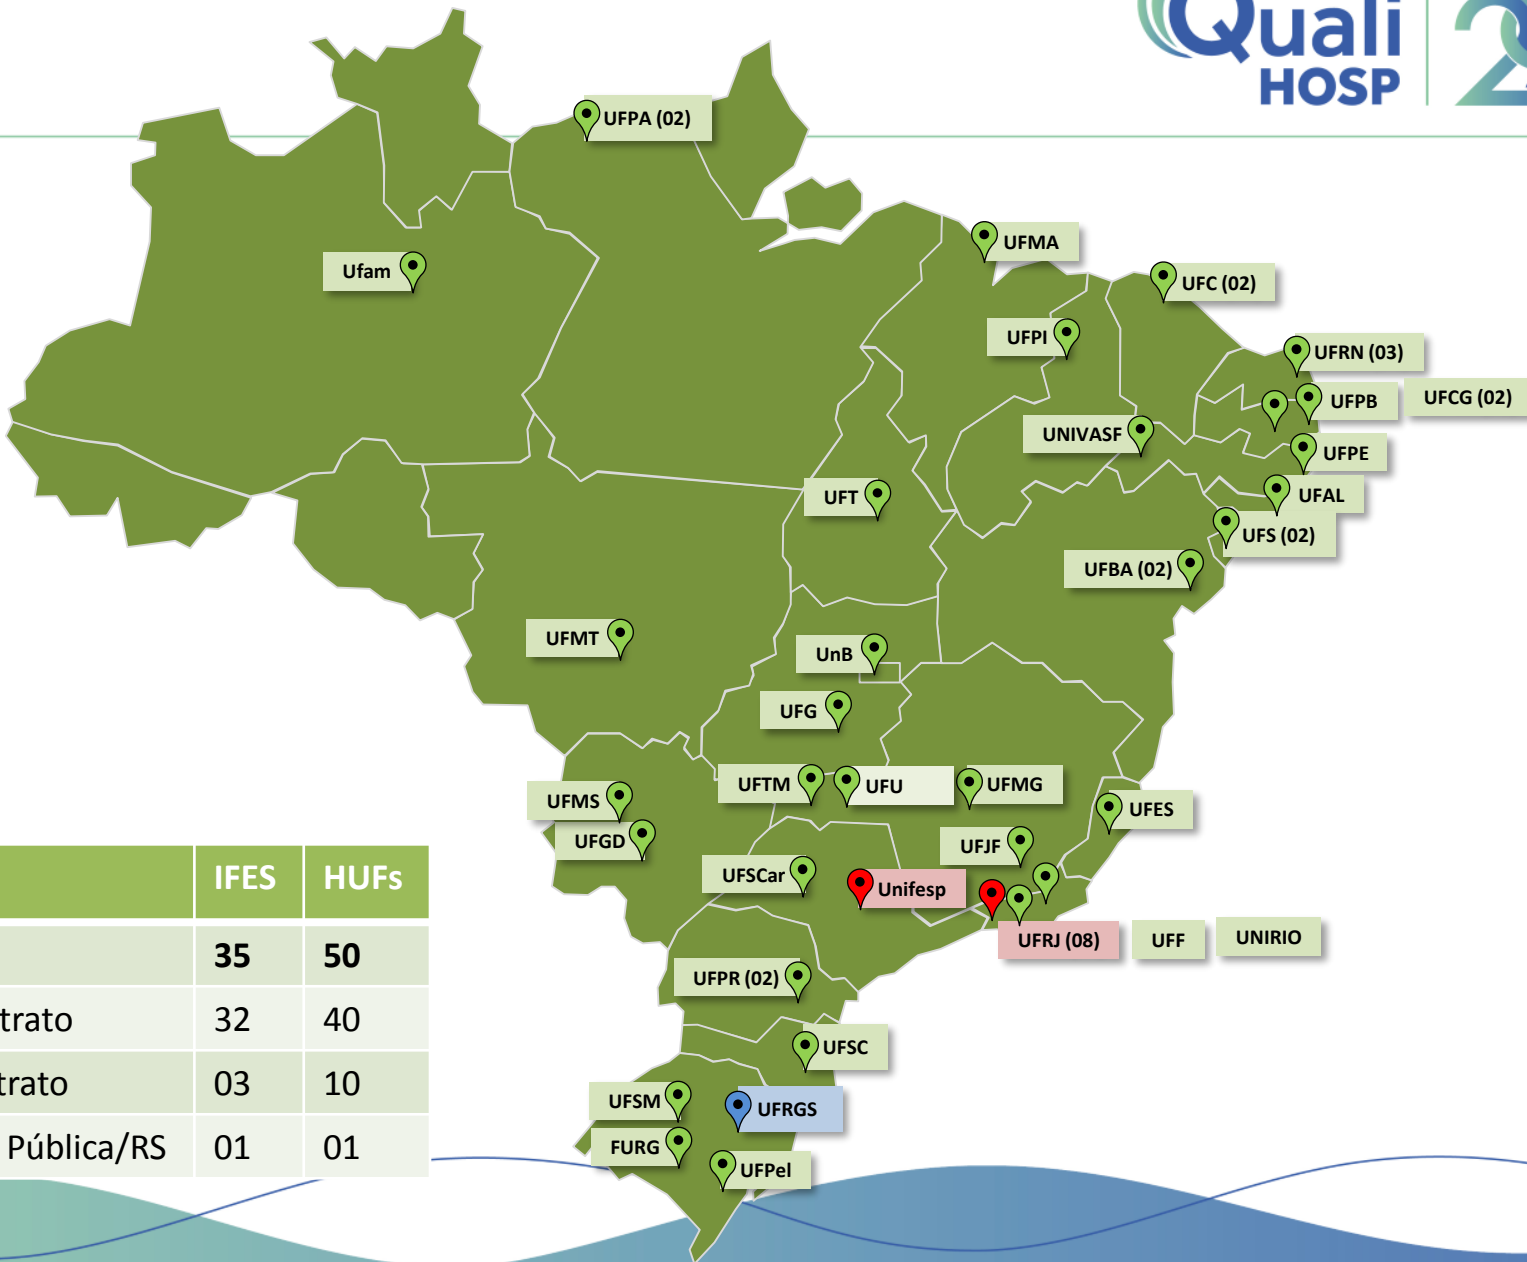 Quali
HOSP
UFPA (02)
UFMA
Ufam
UFC (02)
UFPI
UFRN (03)
UFPB
UFCG (02)
UNIVASF
UFPE
UFT
UFAL
UFS (02)
UFBA (02)
UFMT
UnB
UFG
UFTM
UFU
UFMG
UFMS
UFES
UFGD
UFJF
UFSCar
Unifesp
UFRJ (08)
UFF
UNIRIO
UFPR (02)
UFSC
UFSM
UFRGS
FURG
UFPel
IFES HUFs
35 50
trato 32 40
trato 03 10
Pública/RS 01 01